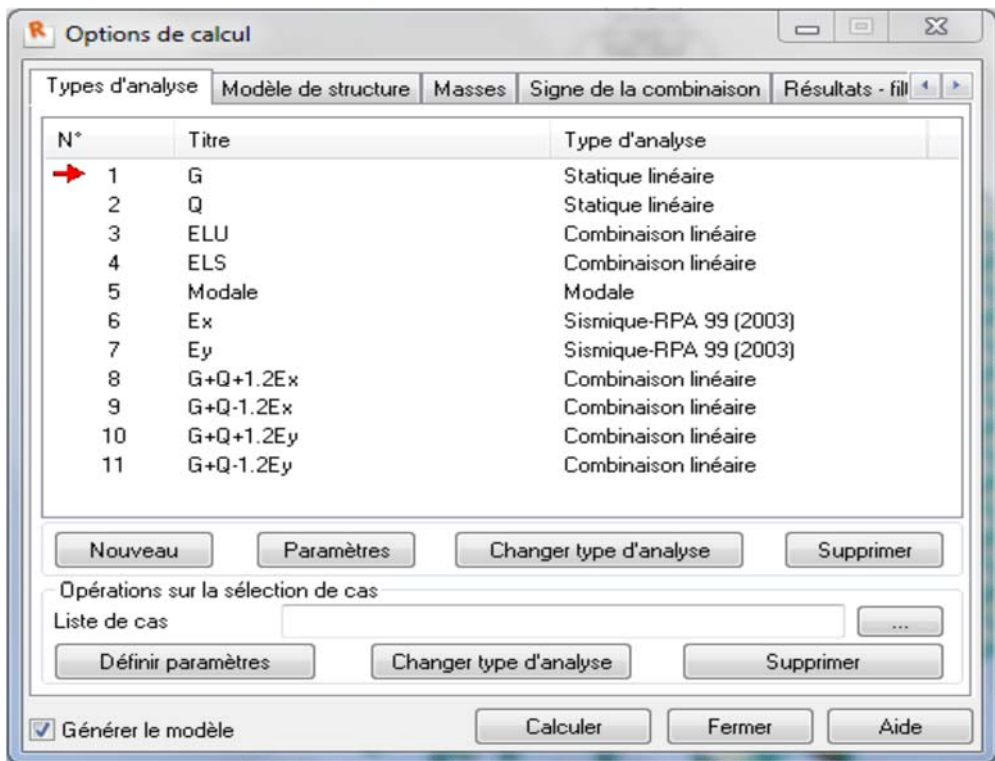 R Options de calcul
Types d'analyse Modèle de structure Masses Signe de la combinaison Résultats - filt
N° Titre Type d'analyse
1 G Statique linéaire
2 Q Statique linéaire
3 ELU Combinaison linéaire
4 ELS Combinaison linéaire
5 Modale Modale
6 Ex Sismique-RPA 99 (2003)
7 Ey Sismique-RPA 99 (2003)
8 G+Q+1.2Ex Combinaison linéaire
9 G+Q-1.2Ex Combinaison linéaire
10 G+Q+1.2Ey Combinaison linéaire
11 G+Q-1.2Ey Combinaison linéaire
Nouveau Paramètres Changer type d'analyse Supprimer
Opérations sur la sélection de cas
Liste de cas ...
Définir paramètres Changer type d'analyse Supprimer
Générer le modèle Calculer Fermer Aide